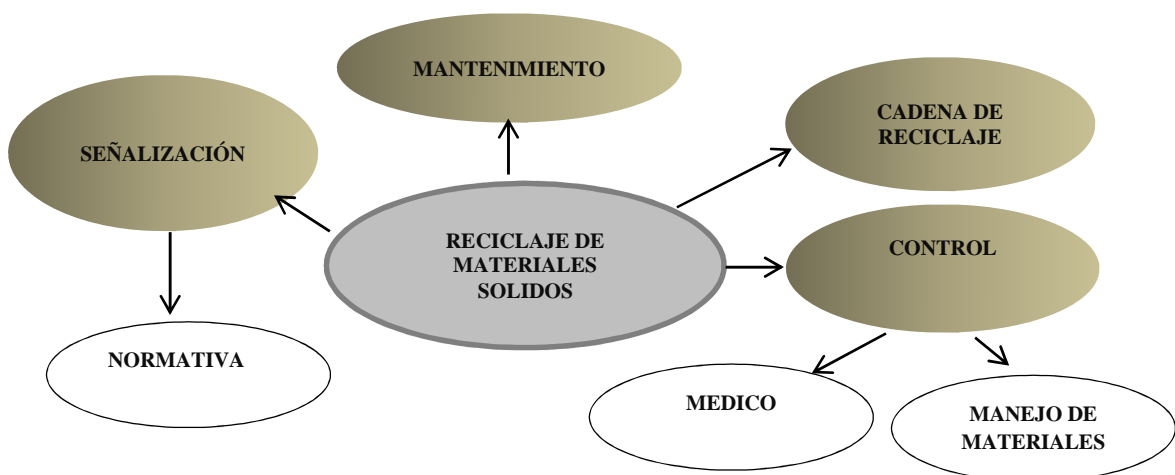 MANTENIMIENTO
CADENA DE
RECICLAJE
SEÑALIZACIÓN
RECICLAJE DE
MATERIALES
SOLIDOS
CONTROL
NORMATIVA
MEDICO
MANEJO DE
MATERIALES